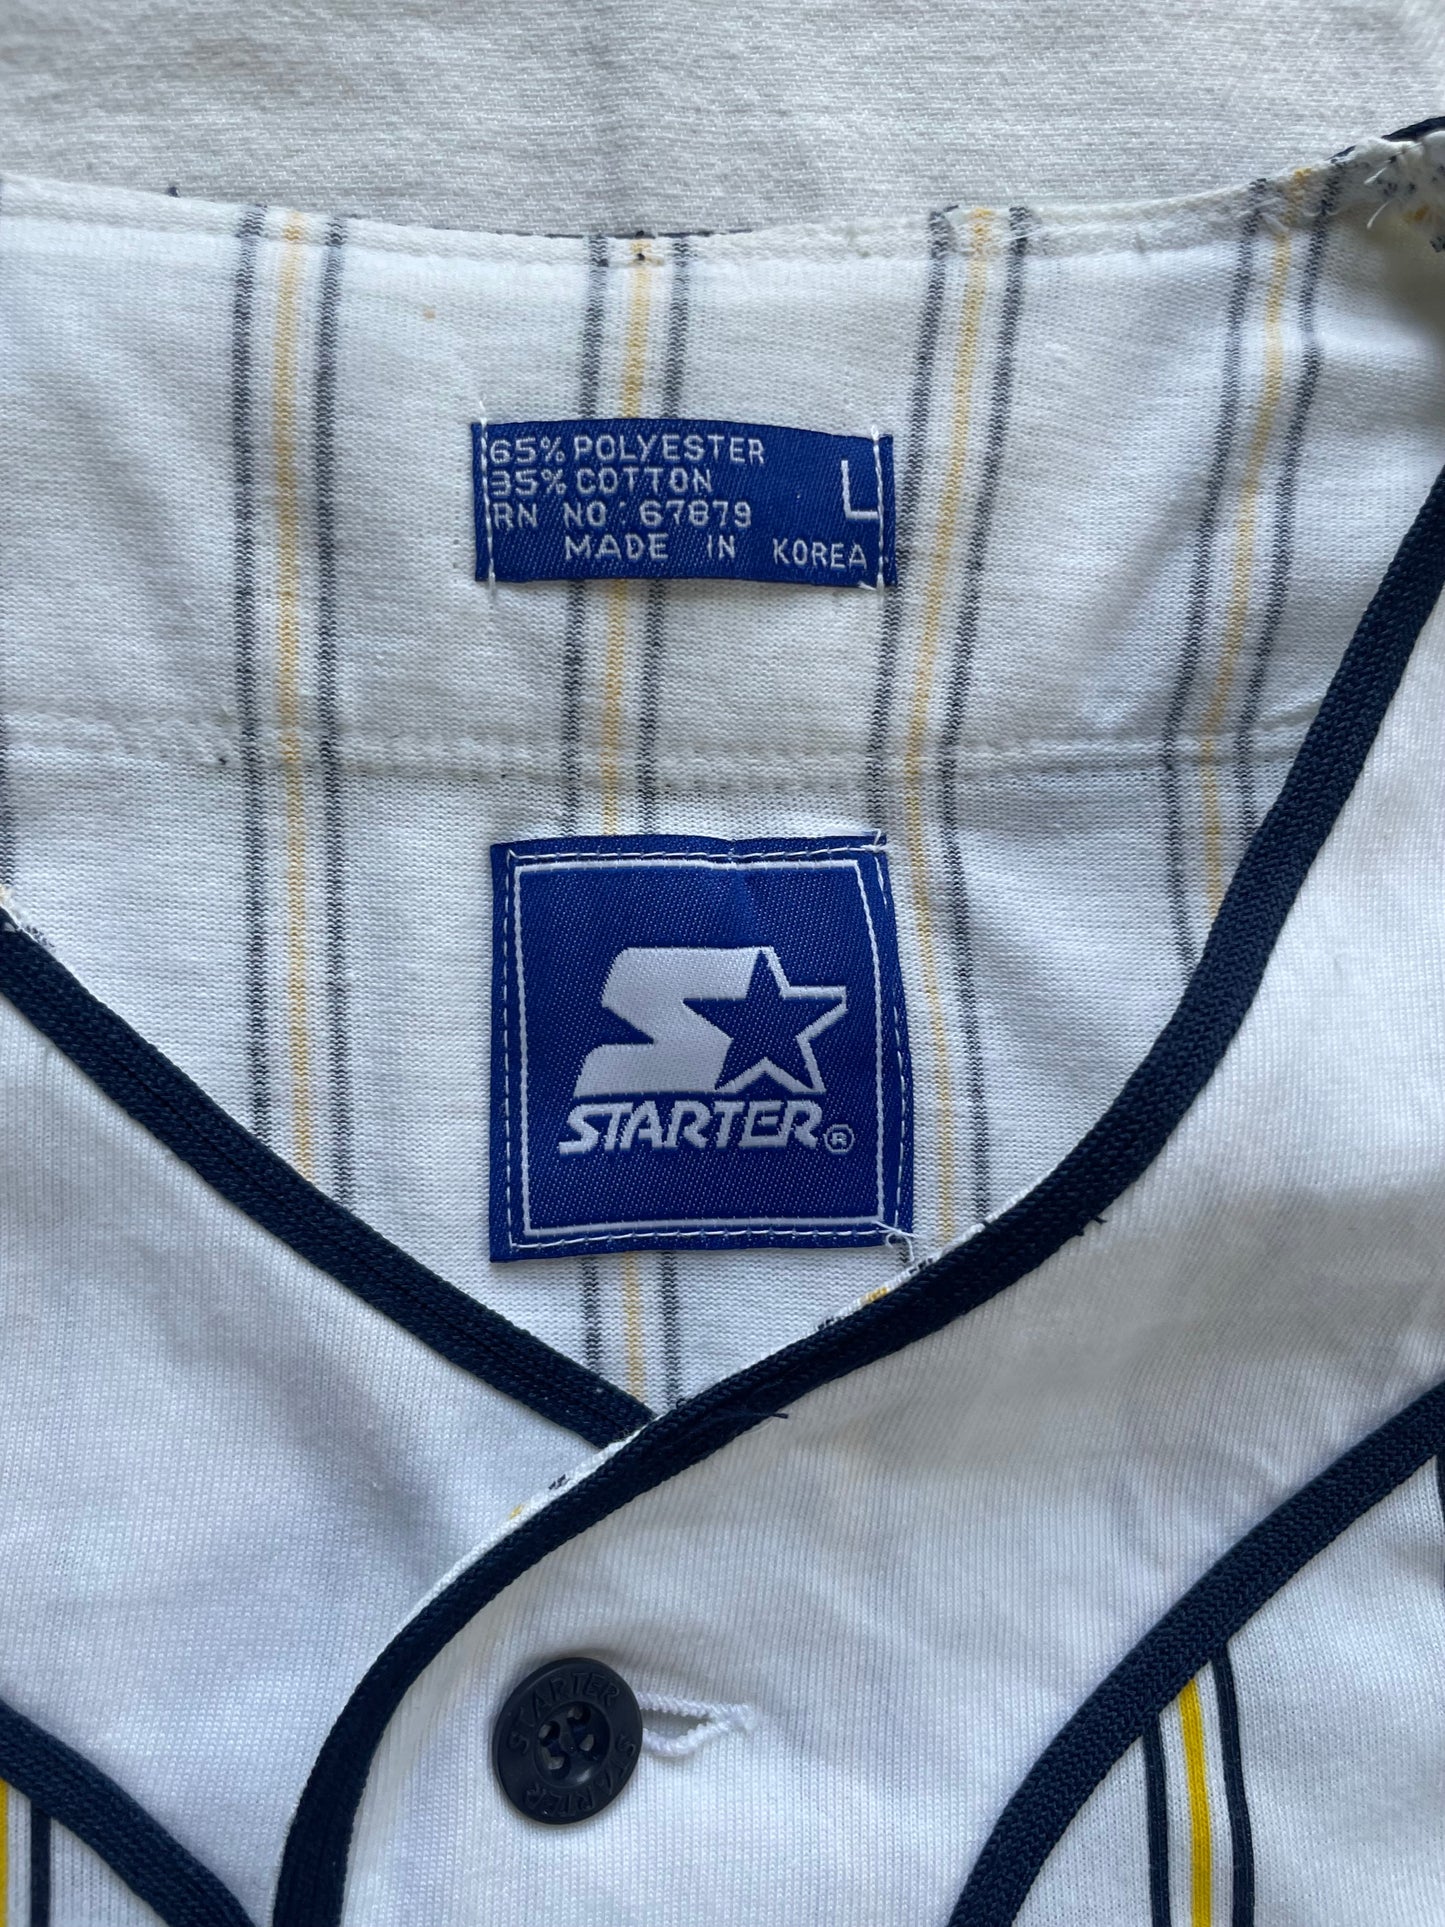 65% POLYESTER
35% COTTON
RN NO: 67879
MADE IN KOREA
L
STARTER®
STARTER
STARTER